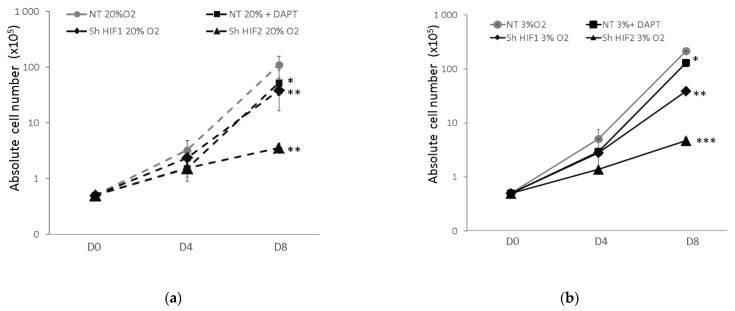 NT 20%O2 NT 20% + DAPT
Sh HIF1 20% O2 Sh HIF2 20% O2
Absolute cell number (x10⁵)
1 000
100
10
1
0
*
**
**
D0 D4 D8
(a)
NT 3%O2 NT 3%+ DAPT
Sh HIF1 3% O2 Sh HIF2 3% O2
Absolute cell number (x10⁵)
1 000
100
10
1
0
*
**
***
D0 D4 D8
(b)